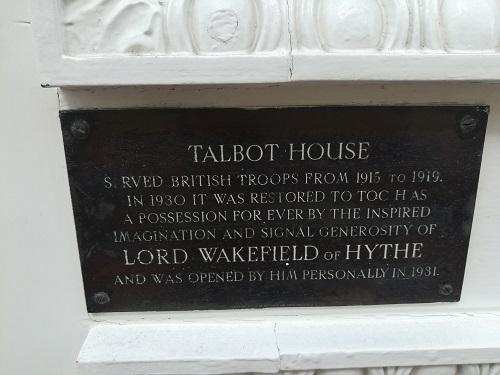 TALBOT HOUSE
S RVED BRITISH TROOPS FROM 1915 TO 1919.
IN 1930 IT WAS RESTORED TO TOC H AS
A POSSESSION FOR EVER BY THE INSPIRED
IMAGINATION AND SIGNAL GENEROSITY OF
LORD WAKEFIELD OF HYTHE
AND WAS OPENED BY HIM PERSONALLY IN 1931.